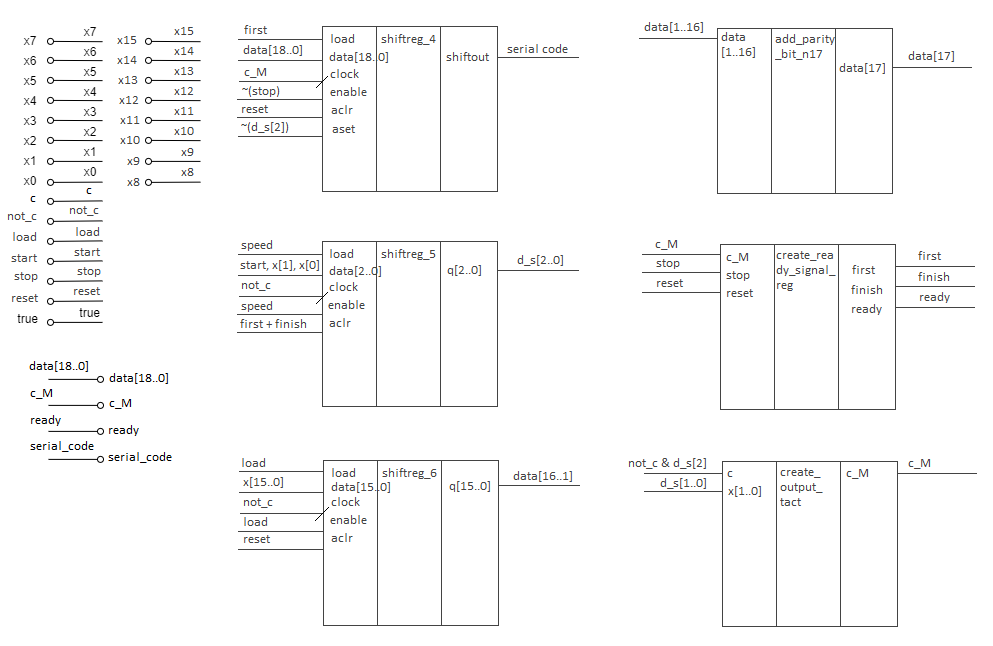 x7 x7
x6 x6
x5 x5
x4 x4
x3 x3
x2 x2
x1 x1
x0 x0
c c
not_c not_c
load load
start start
stop stop
reset reset
true true
x15 x15
x14 x14
x13 x13
x12 x12
x11 x11
x10 x10
x9 x9
x8 x8
data[18..0] data[18..0]
c_M c_M
ready ready
serial_code serial_code
first
data[18..0]
c_M
~(stop)
reset
~(d_s[2])
load
data[18..0]
clock
enable
aclr
aset
shiftreg_4
shiftout
serial code
speed
start, x[1], x[0]
not_c
speed
first + finish
load
data[2..0]
clock
enable
aclr
shiftreg_5
q[2..0]
d_s[2..0]
load
x[15..0]
not_c
load
reset
load
data[15..0]
clock
enable
aclr
shiftreg_6
q[15..0]
data[16..1]
data[1..16]
data
[1..16]
add_parity
_bit_n17
data[17]
data[17]
c_M
stop
reset
c_M
stop
reset
create_rea
dy_signal_
reg
first
finish
ready
first
finish
ready
not_c & d_s[2]
d_s[1..0]
c
x[1..0]
create_
output_
tact
c_M
c_M